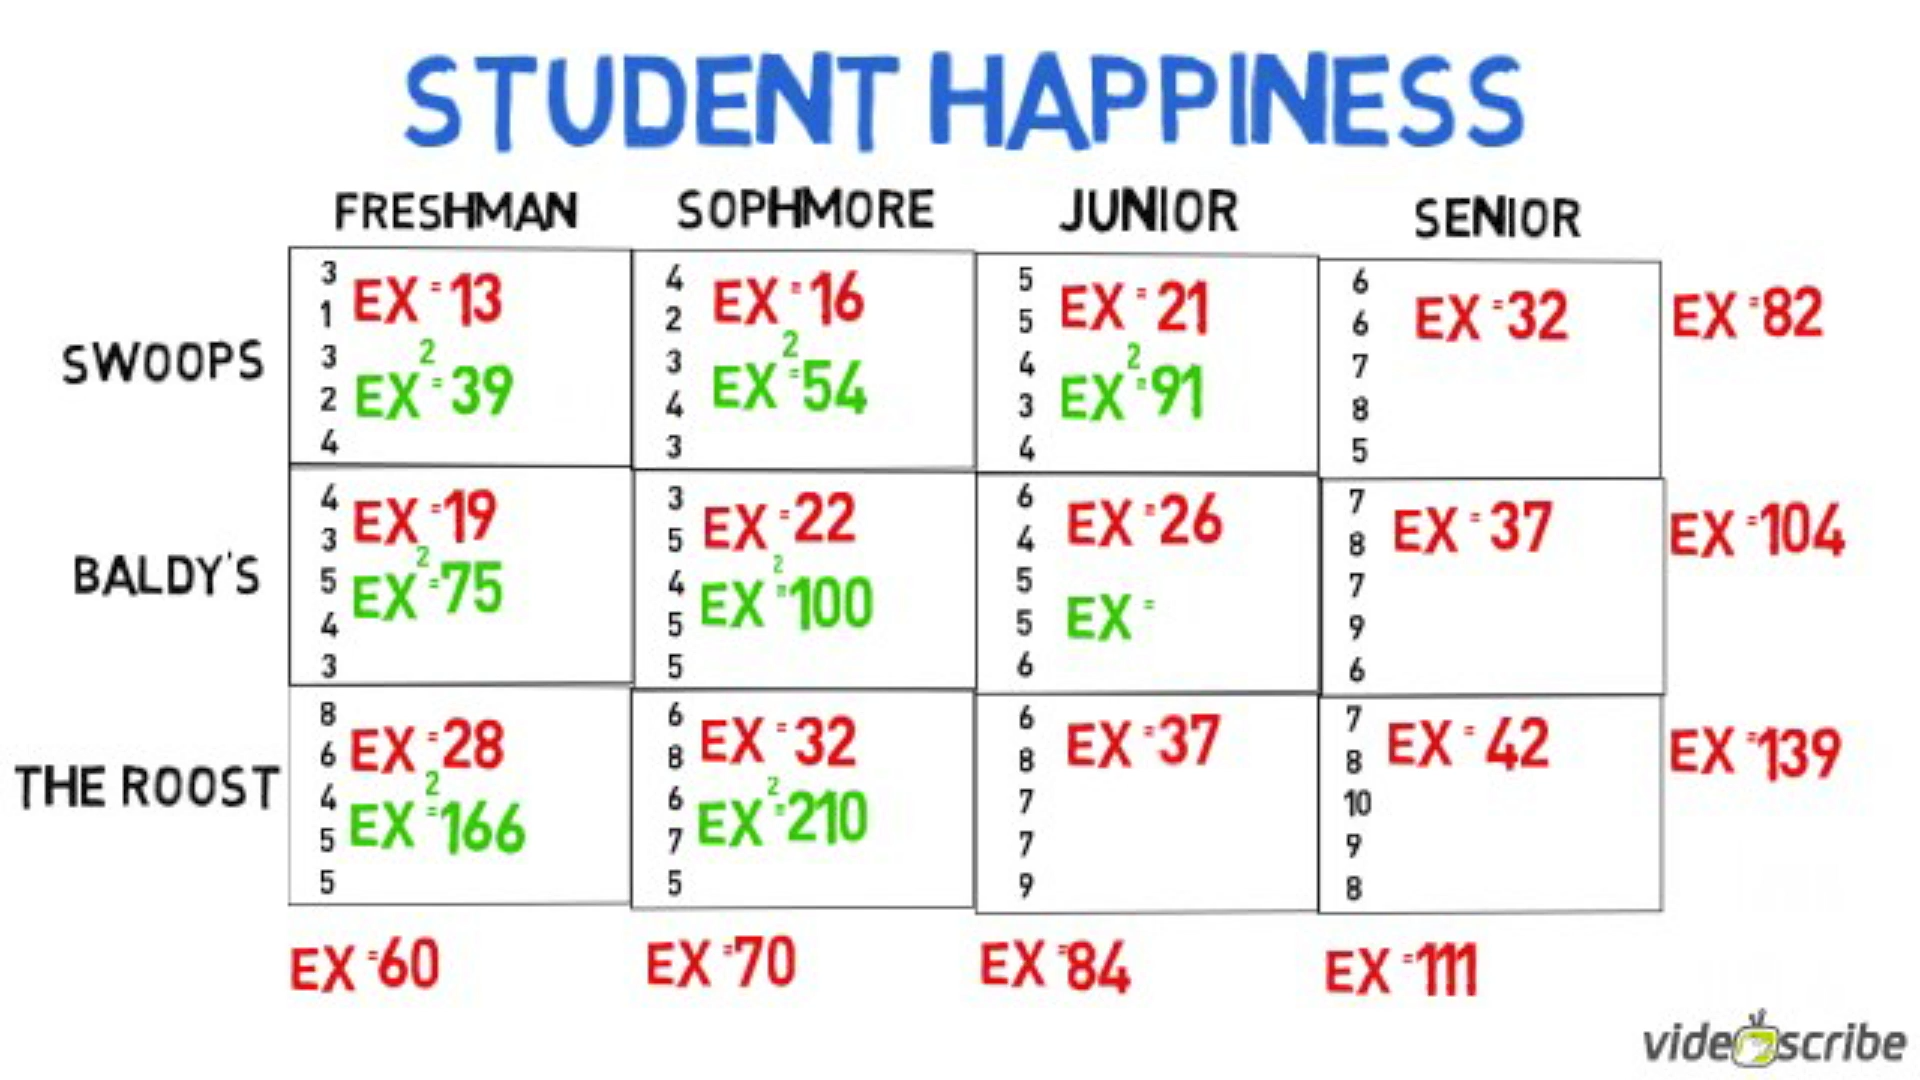 STUDENT HAPPINESS
FRESHMAN SOPHMORE JUNIOR SENIOR
SWOOPS
3
1
3
2
4
EX=13
EX²=39
4
2
3
4
3
EX=16
EX²=54
5
5
4
3
4
EX=21
EX²=91
6
6
7
8
5
EX=32
EX=82
BALDY'S
4
3
5
4
3
EX=19
EX²=75
3
5
4
5
5
EX=22
EX²=100
6
4
5
5
6
EX=26
EX=
7
8
7
9
6
EX=37
EX=104
THE ROOST
8
6
4
5
5
EX=28
EX²=166
6
8
6
7
5
EX=32
EX²=210
6
8
7
7
9
EX=37
7
8
10
9
8
EX=42
EX=139
EX=60 EX=70 EX=84 EX=111
videoscribe